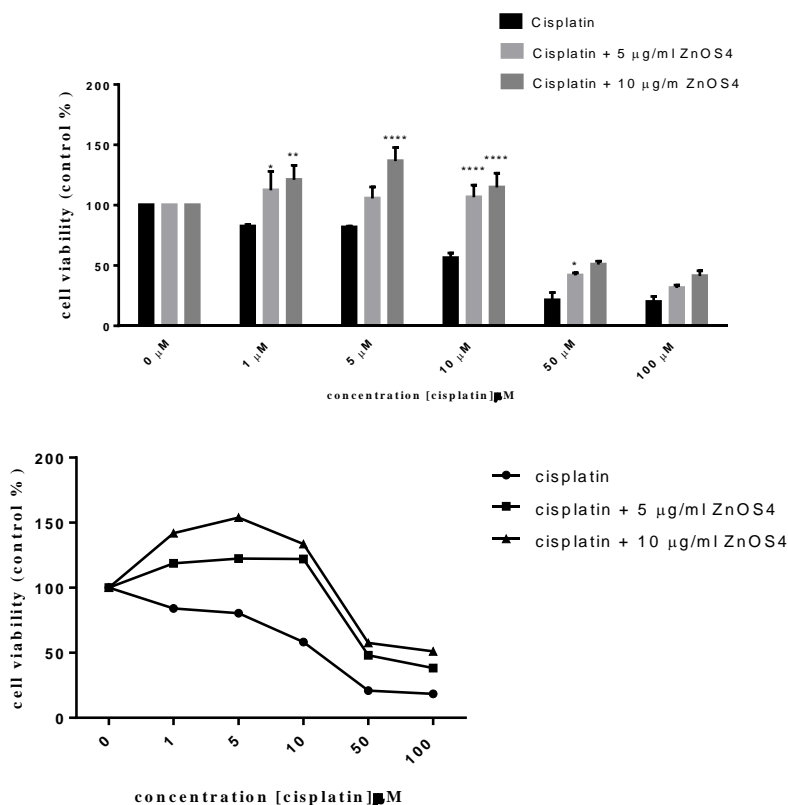 Cisplatin
Cisplatin + 5 μg/ml ZnOS4
Cisplatin + 10 μg/m ZnOS4
cell viability (control %)
200
150
100
50
0
* ** **** **** **** *
0 μM 1 μM 5 μM 10 μM 50 μM 100 μM
concentration [cisplatin]μM
cisplatin
cisplatin + 5 μg/ml ZnOS4
cisplatin + 10 μg/ml ZnOS4
cell viability (control %)
200
150
100
50
0
0 1 5 10 50 100
concentration [cisplatin]μM